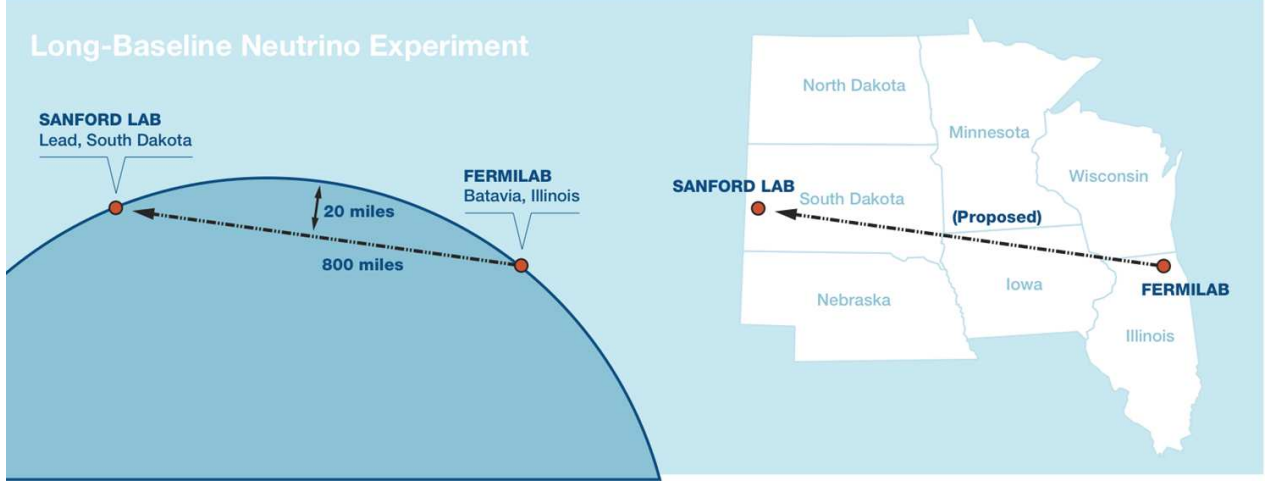 Long-Baseline Neutrino Experiment
SANFORD LAB
Lead, South Dakota
FERMILAB
Batavia, Illinois
20 miles
800 miles
North Dakota
Minnesota
Wisconsin
SANFORD LAB
South Dakota
(Proposed)
Iowa
FERMILAB
Nebraska
Illinois